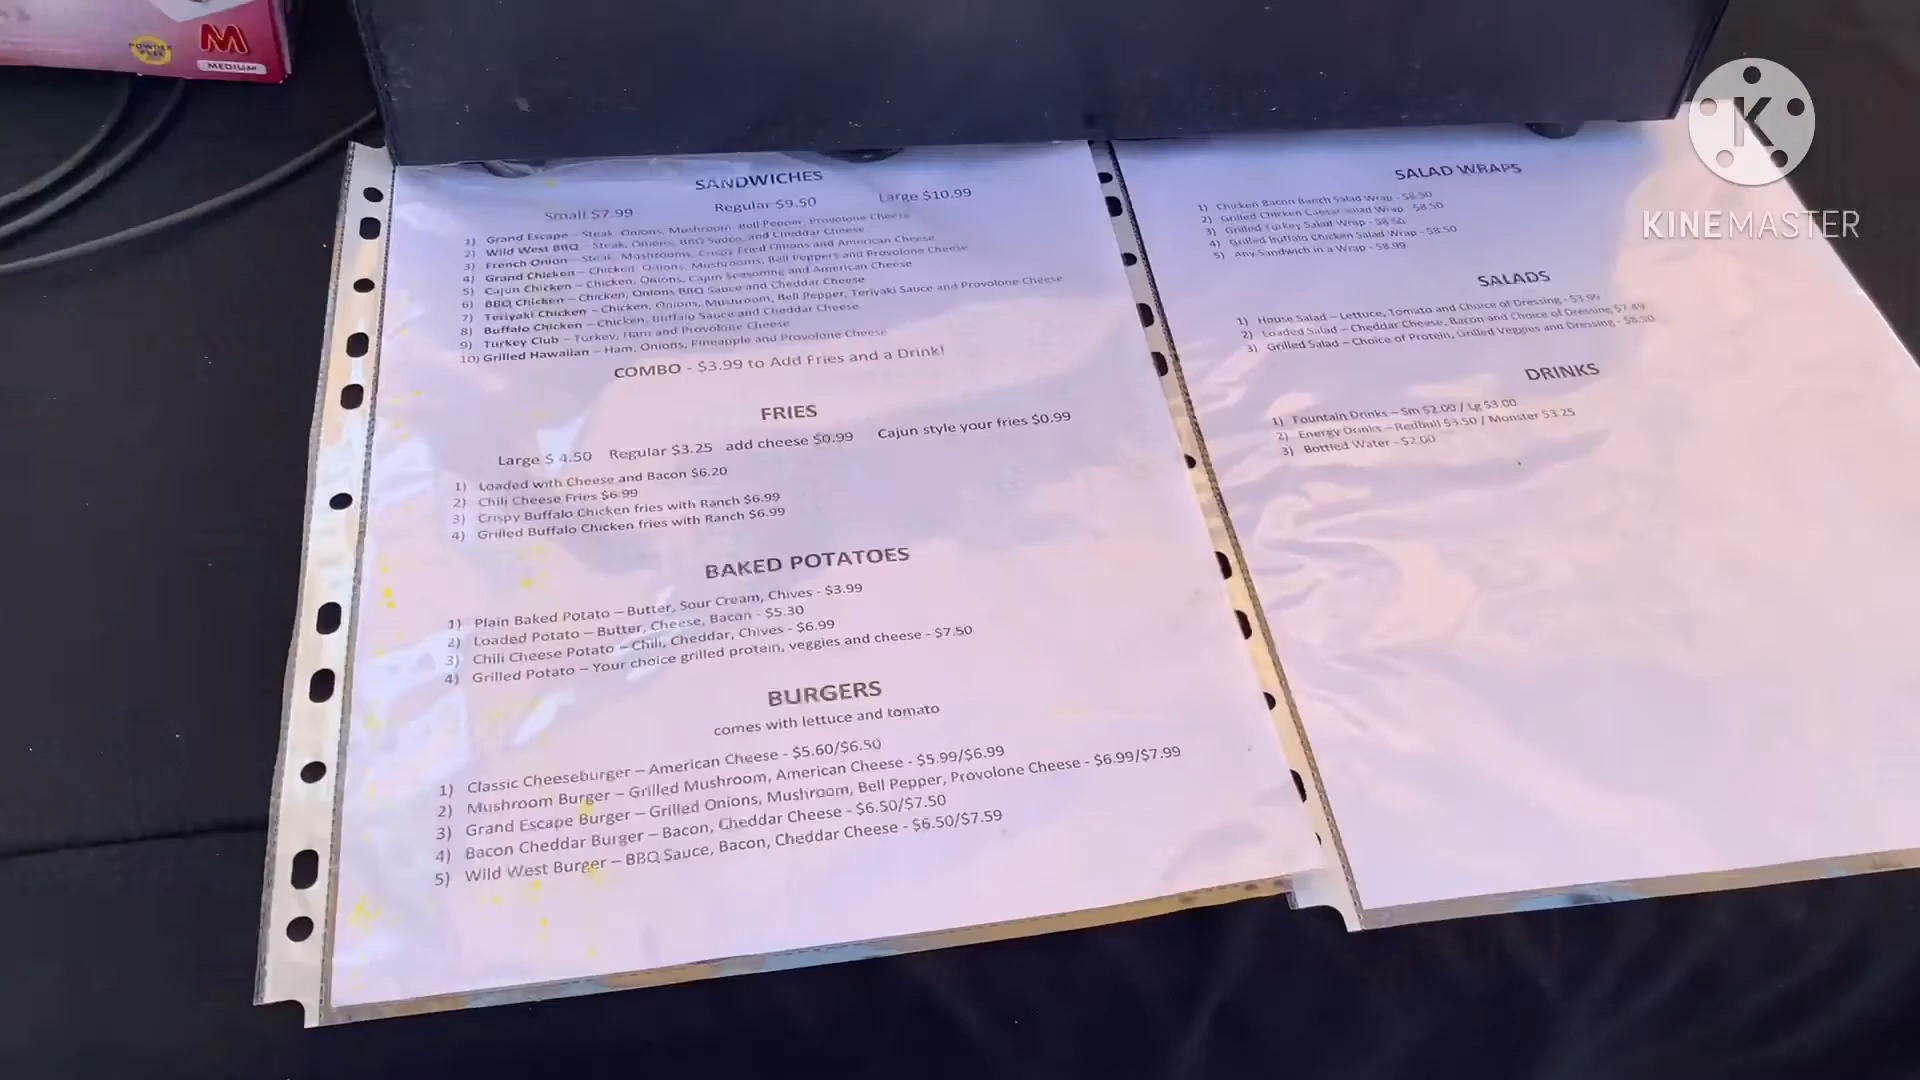 POWDER FREE
M
MEDIUM
KINEMASTER
SANDWICHES
Small $7.99 Regular $9.50 Large $10.99
1) Grand Escape – Steak, Onions, Mushroom, Bell Pepper, Provolone Cheese
2) Wild West BBQ – Steak, Onions, BBQ Sauce, and Cheddar Cheese
3) French Onion – Steak, Mushrooms, Crispy Fried Onions and American Cheese
4) Grand Chicken – Chicken, Onions, Mushrooms, Bell Peppers and Provolone Cheese
5) Cajun Chicken – Chicken, Onions, Cajun Seasoning and American Cheese
6) BBQ Chicken – Chicken, Onions BBQ Sauce and Cheddar Cheese
7) Teriyaki Chicken – Chicken, Onions, Mushroom, Bell Pepper, Teriyaki Sauce and Provolone Cheese
8) Buffalo Chicken – Chicken, Buffalo Sauce and Cheddar Cheese
9) Turkey Club – Turkey, Ham and Provolone Cheese
10) Grilled Hawaiian – Ham, Onions, Pineapple and Provolone Cheese
COMBO - $3.99 to Add Fries and a Drink!
FRIES
Large $ 4.50 Regular $3.25 add cheese $0.99 Cajun style your fries $0.99
1) Loaded with Cheese and Bacon $6.20
2) Chili Cheese Fries $6.99
3) Crispy Buffalo Chicken fries with Ranch $6.99
4) Grilled Buffalo Chicken fries with Ranch $6.99
BAKED POTATOES
1) Plain Baked Potato – Butter, Sour Cream, Chives - $3.99
2) Loaded Potato – Butter, Cheese, Bacon - $5.30
3) Chili Cheese Potato – Chili, Cheddar, Chives - $6.99
4) Grilled Potato – Your choice grilled protein, veggies and cheese - $7.50
BURGERS
comes with lettuce and tomato
1) Classic Cheeseburger – American Cheese - $5.60/$6.50
2) Mushroom Burger – Grilled Mushroom, American Cheese - $5.99/$6.99
3) Grand Escape Burger – Grilled Onions, Mushroom, Bell Pepper, Provolone Cheese - $6.99/$7.99
4) Bacon Cheddar Burger – Bacon, Cheddar Cheese - $6.50/$7.50
5) Wild West Burger – BBQ Sauce, Bacon, Cheddar Cheese - $6.50/$7.59
SALAD WRAPS
1) Chicken Bacon Ranch Salad Wrap - $8.50
2) Grilled Chicken Caesar Salad Wrap - $8.50
3) Grilled Turkey Salad Wrap - $8.50
4) Grilled Buffalo Chicken Salad Wrap - $8.50
5) Any Sandwich in a Wrap - $8.99
SALADS
1) House Salad – Lettuce, Tomato and Choice of Dressing - $3.99
2) Loaded Salad – Cheddar Cheese, Bacon and Choice of Dressing $7.49
3) Grilled Salad – Choice of Protein, Grilled Veggies and Dressing - $8.50
DRINKS
1) Fountain Drinks – Sm $2.00 / Lg $3.00
2) Energy Drinks – Redbull $3.50 / Monster $3.25
3) Bottled Water - $2.00